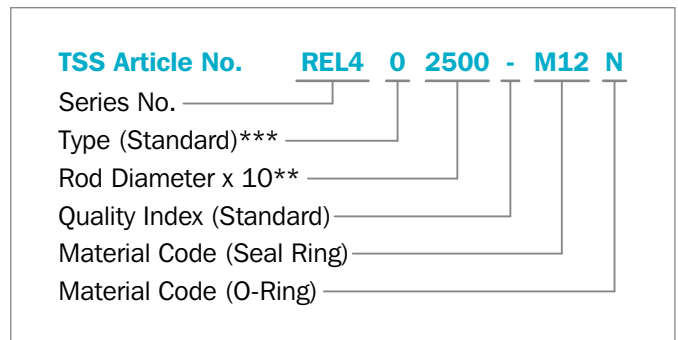 TSS Article No. REL4 0 2500 - M12 N
Series No.
Type (Standard)***
Rod Diameter x 10**
Quality Index (Standard)
Material Code (Seal Ring)
Material Code (O-Ring)